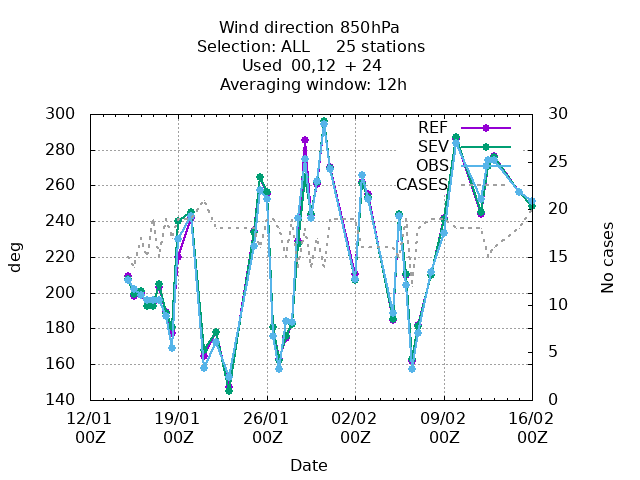 Wind direction 850hPa
Selection: ALL     25 stations
Used  00,12  + 24
Averaging window: 12h
300
280
260
240
220
200
180
160
140
deg
30
25
20
15
10
5
0
No cases
REF
SEV
OBS
CASES
12/01 19/01 26/01 02/02 09/02 16/02
00Z 00Z 00Z 00Z 00Z 00Z
Date